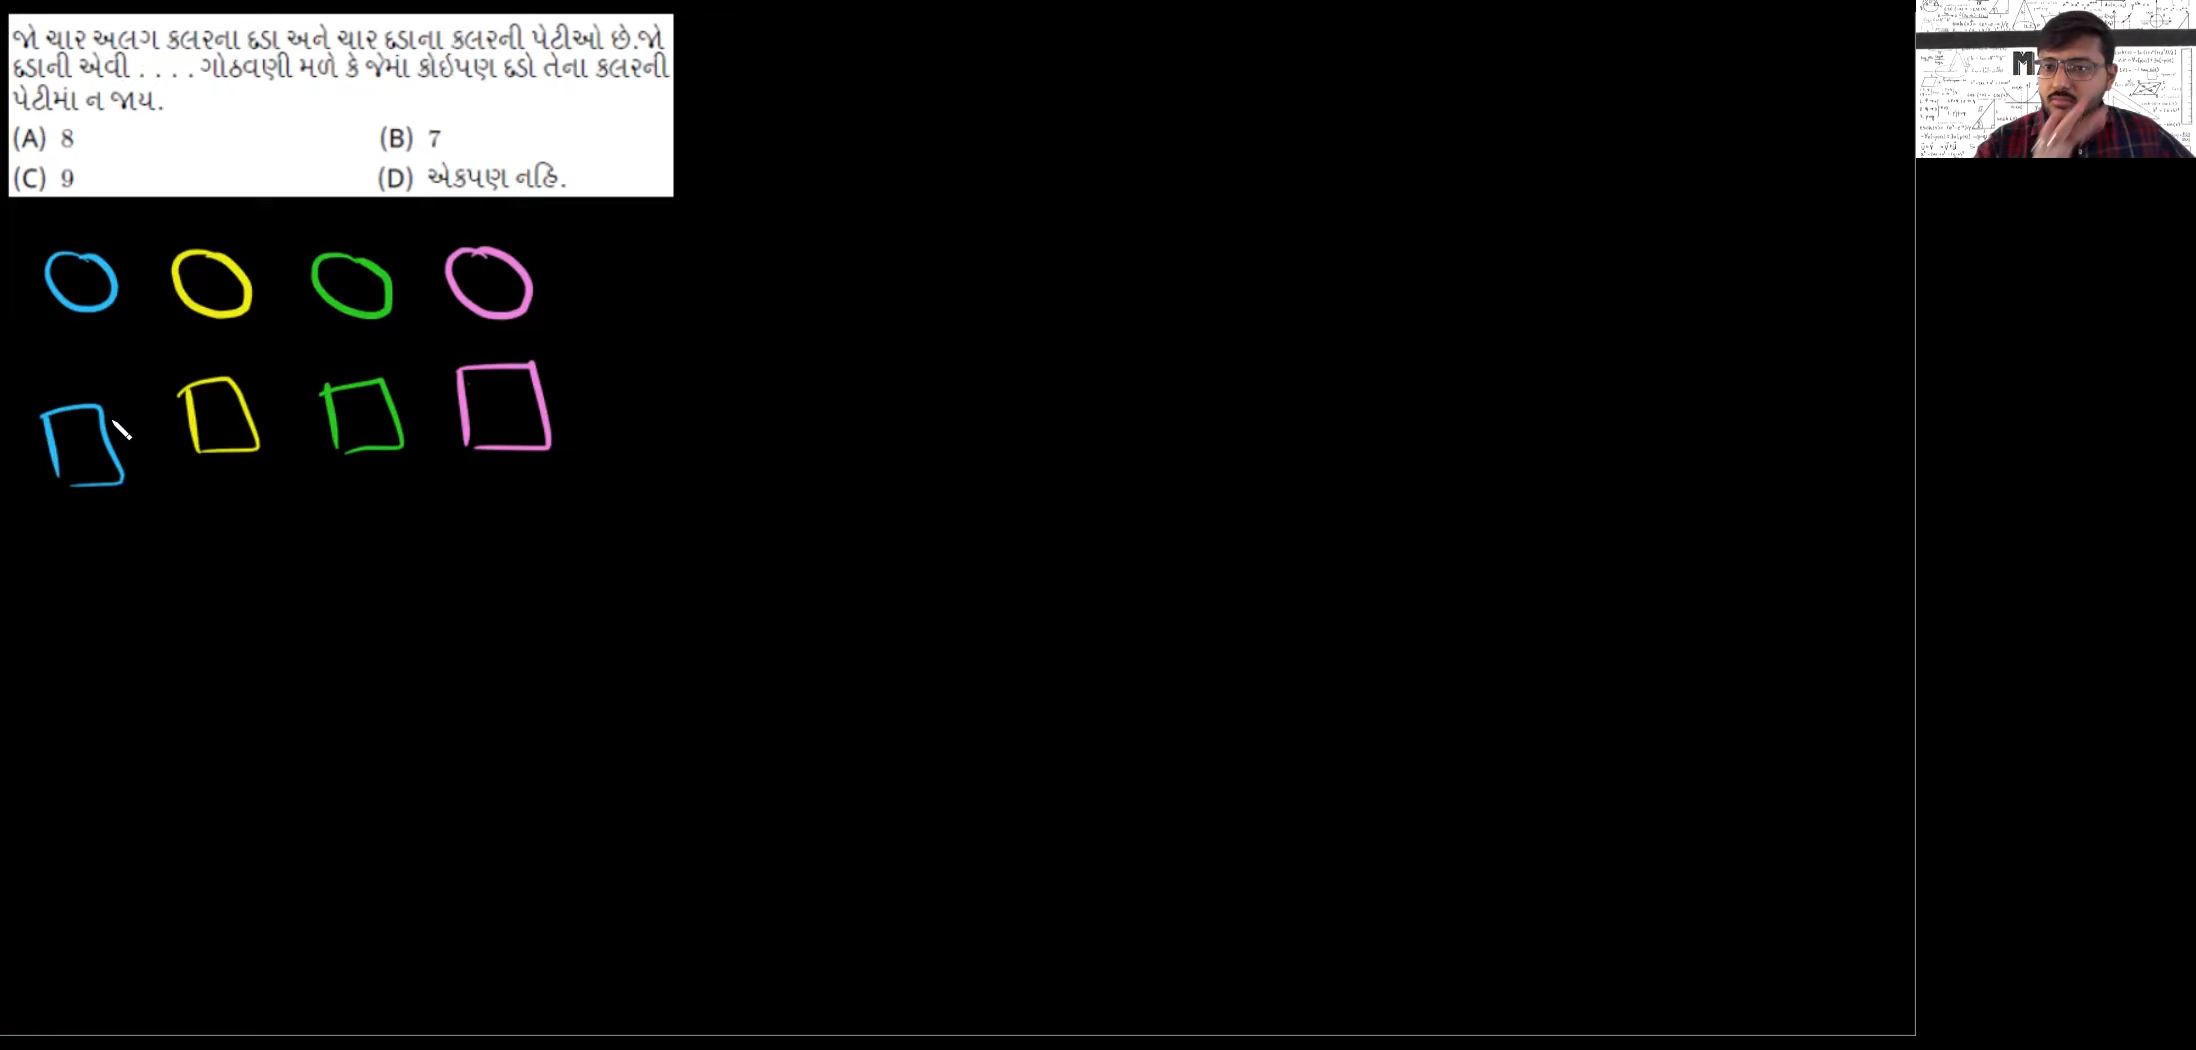 જો ચાર અલગ કલરના દડા અને ચાર દડાના કલરની પેટીઓ છે.જો
દડાની એવી . . . . ગોઠવણી મળે કે જેમાં કોઈપણ દડો તેના કલરની
પેટીમાં ન જાય.
(A) 8 (B) 7
(C) 9 (D) એકપણ નહિ.
M